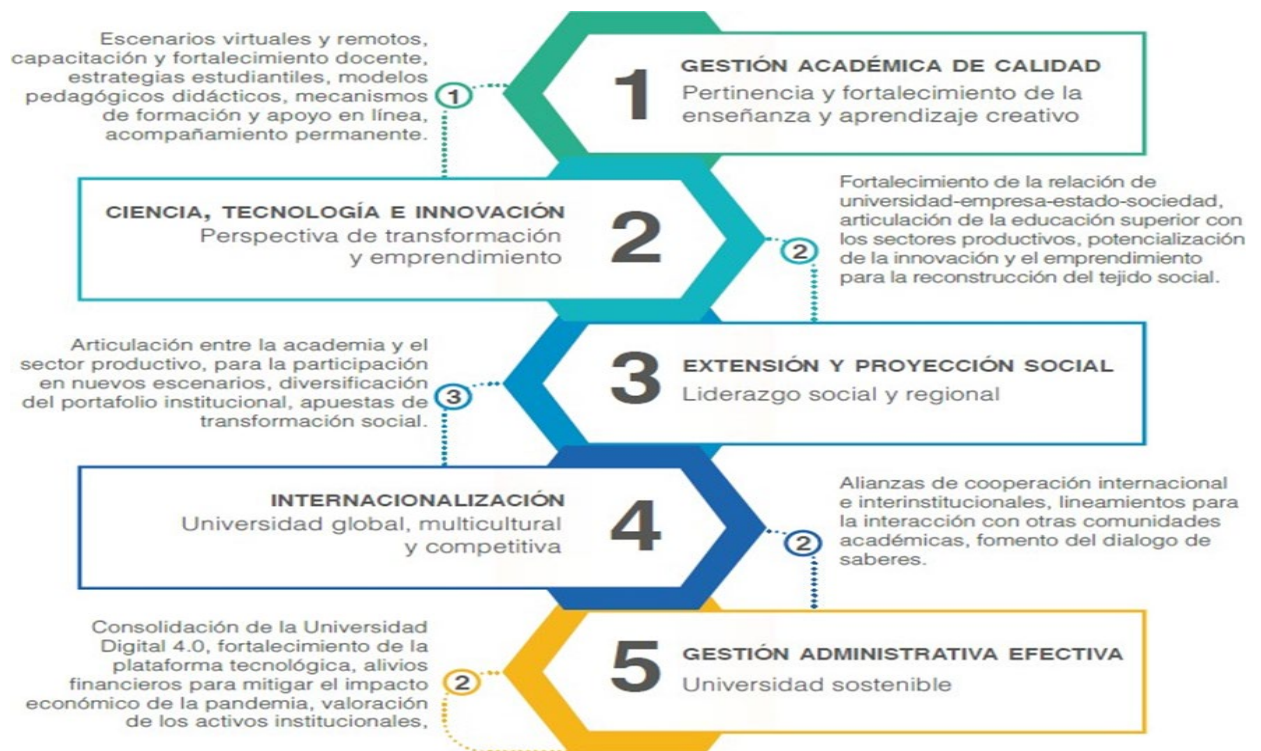 Escenarios virtuales y remotos,
capacitación y fortalecimiento docente,
estrategias estudiantiles, modelos
pedagógicos didácticos, mecanismos
de formación y apoyo en línea,
acompañamiento permanente.
1
1
GESTIÓN ACADÉMICA DE CALIDAD
Pertinencia y fortalecimiento de la
enseñanza y aprendizaje creativo
CIENCIA, TECNOLOGÍA E INNOVACIÓN
Perspectiva de transformación
y emprendimiento
2
2
Fortalecimiento de la relación de
universidad-empresa-estado-sociedad,
articulación de la educación superior con
los sectores productivos, potencialización
de la innovación y el emprendimiento
para la reconstrucción del tejido social.
Articulación entre la academia y el
sector productivo, para la participación
en nuevos escenarios, diversificación
del portafolio institucional, apuestas de
transformación social.
3
3
EXTENSIÓN Y PROYECCIÓN SOCIAL
Liderazgo social y regional
INTERNACIONALIZACIÓN
Universidad global, multicultural
y competitiva
4
2
Alianzas de cooperación internacional
e interinstitucionales, lineamientos para
la interacción con otras comunidades
académicas, fomento del dialogo de
saberes.
Consolidación de la Universidad
Digital 4.0, fortalecimiento de la
plataforma tecnológica, alivios
financieros para mitigar el impacto
económico de la pandemia, valoración
de los activos institucionales,
2
5
GESTIÓN ADMINISTRATIVA EFECTIVA
Universidad sostenible